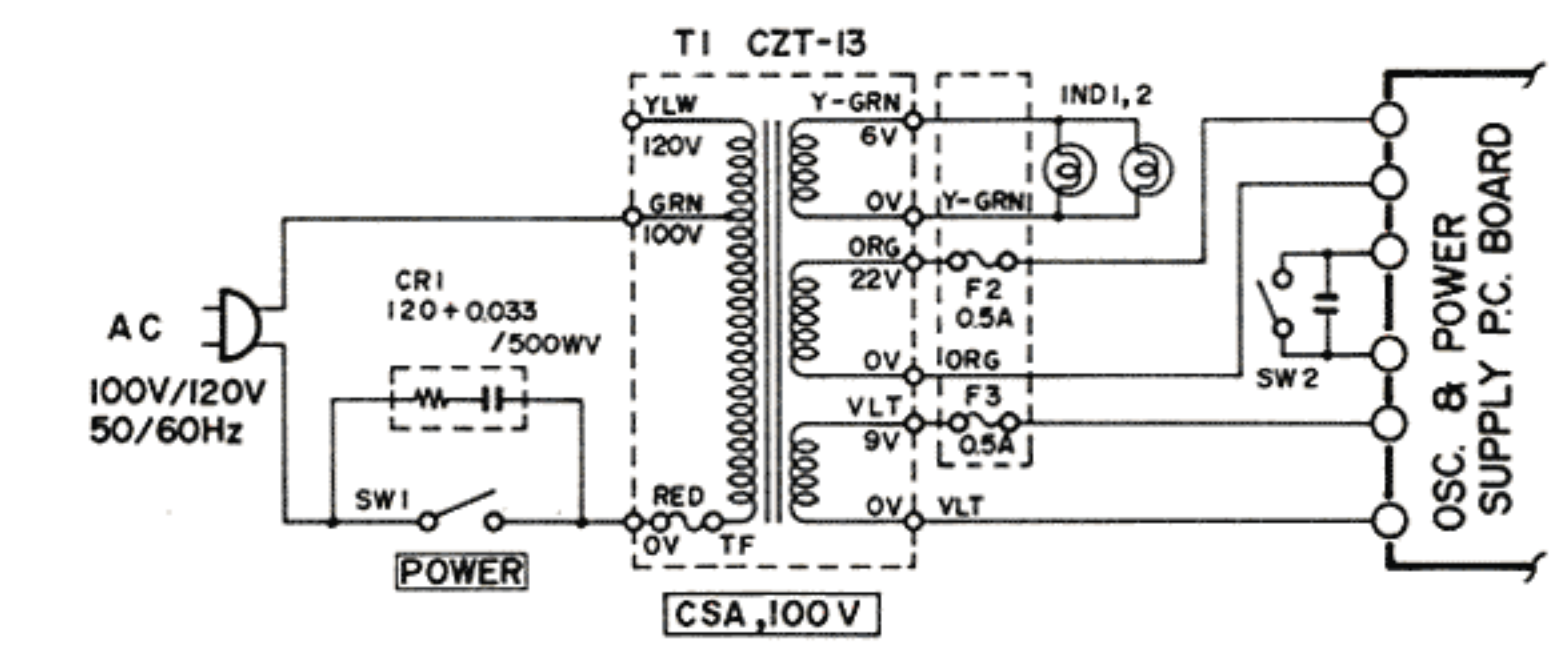 T1 CZT-13
YLW
120V
GRN
100V
Y-GRN
6V
0V
Y-GRN
IND1,2
ORG
22V
F2
0.5A
0V
ORG
VLT
9V
F3
0.5A
0V
VLT
CR1
120+0.033
/500WV
AC
100V/120V
50/60Hz
SW1
POWER
RED
0V TF
CSA,100V
SW2
OSC. & POWER
SUPPLY P.C. BOARD